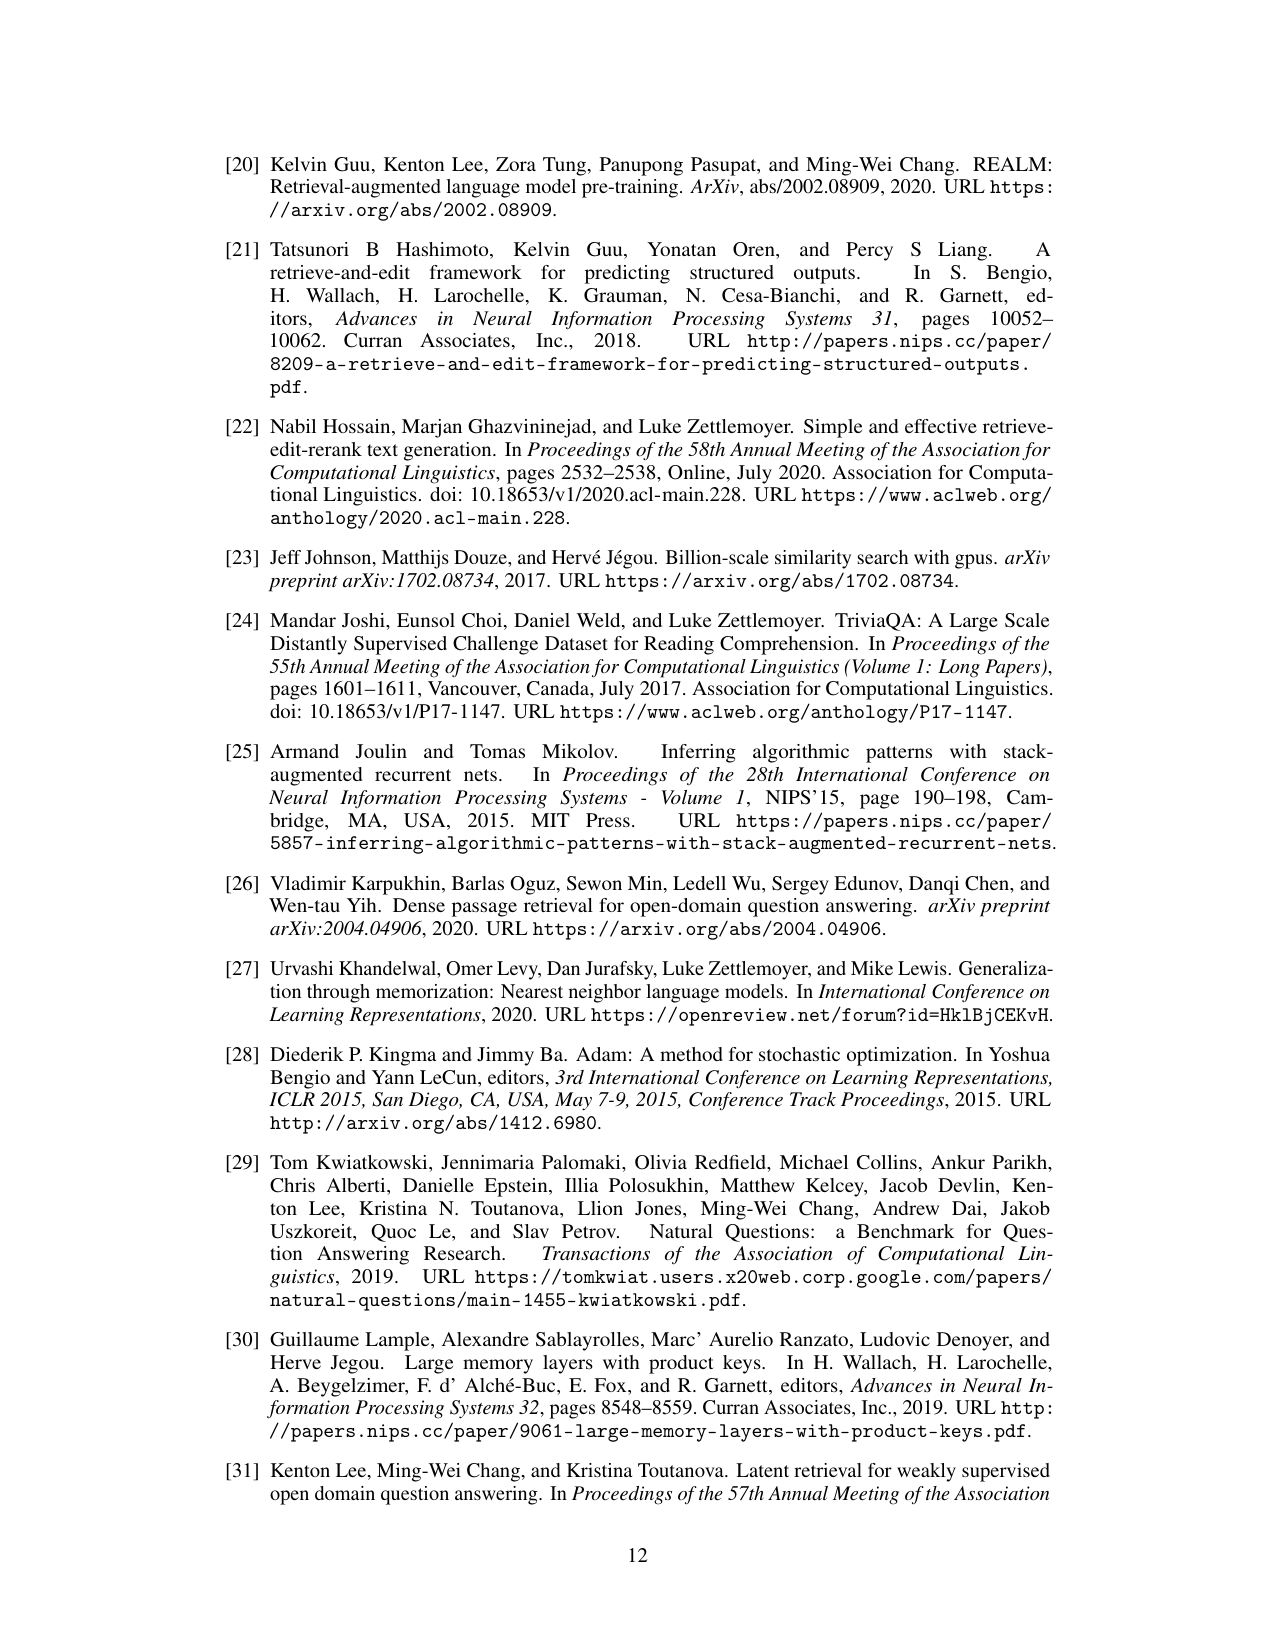 [20] Kelvin Guu, Kenton Lee, Zora Tung, Panupong Pasupat, and Ming-Wei Chang. REALM:
Retrieval-augmented language model pre-training. ArXiv, abs/2002.08909, 2020. URL https:
//arxiv.org/abs/2002.08909.
[21] Tatsunori B Hashimoto, Kelvin Guu, Yonatan Oren, and Percy S Liang. A
retrieve-and-edit framework for predicting structured outputs. In S. Bengio,
H. Wallach, H. Larochelle, K. Grauman, N. Cesa-Bianchi, and R. Garnett, ed-
itors, Advances in Neural Information Processing Systems 31, pages 10052–
10062. Curran Associates, Inc., 2018. URL http://papers.nips.cc/paper/
8209-a-retrieve-and-edit-framework-for-predicting-structured-outputs.
pdf.
[22] Nabil Hossain, Marjan Ghazvininejad, and Luke Zettlemoyer. Simple and effective retrieve-
edit-rerank text generation. In Proceedings of the 58th Annual Meeting of the Association for
Computational Linguistics, pages 2532–2538, Online, July 2020. Association for Computa-
tional Linguistics. doi: 10.18653/v1/2020.acl-main.228. URL https://www.aclweb.org/
anthology/2020.acl-main.228.
[23] Jeff Johnson, Matthijs Douze, and Hervé Jégou. Billion-scale similarity search with gpus. arXiv
preprint arXiv:1702.08734, 2017. URL https://arxiv.org/abs/1702.08734.
[24] Mandar Joshi, Eunsol Choi, Daniel Weld, and Luke Zettlemoyer. TriviaQA: A Large Scale
Distantly Supervised Challenge Dataset for Reading Comprehension. In Proceedings of the
55th Annual Meeting of the Association for Computational Linguistics (Volume 1: Long Papers),
pages 1601–1611, Vancouver, Canada, July 2017. Association for Computational Linguistics.
doi: 10.18653/v1/P17-1147. URL https://www.aclweb.org/anthology/P17-1147.
[25] Armand Joulin and Tomas Mikolov. Inferring algorithmic patterns with stack-
augmented recurrent nets. In Proceedings of the 28th International Conference on
Neural Information Processing Systems - Volume 1, NIPS’15, page 190–198, Cam-
bridge, MA, USA, 2015. MIT Press. URL https://papers.nips.cc/paper/
5857-inferring-algorithmic-patterns-with-stack-augmented-recurrent-nets.
[26] Vladimir Karpukhin, Barlas Oguz, Sewon Min, Ledell Wu, Sergey Edunov, Danqi Chen, and
Wen-tau Yih. Dense passage retrieval for open-domain question answering. arXiv preprint
arXiv:2004.04906, 2020. URL https://arxiv.org/abs/2004.04906.
[27] Urvashi Khandelwal, Omer Levy, Dan Jurafsky, Luke Zettlemoyer, and Mike Lewis. Generaliza-
tion through memorization: Nearest neighbor language models. In International Conference on
Learning Representations, 2020. URL https://openreview.net/forum?id=HklBjCEKvH.
[28] Diederik P. Kingma and Jimmy Ba. Adam: A method for stochastic optimization. In Yoshua
Bengio and Yann LeCun, editors, 3rd International Conference on Learning Representations,
ICLR 2015, San Diego, CA, USA, May 7-9, 2015, Conference Track Proceedings, 2015. URL
http://arxiv.org/abs/1412.6980.
[29] Tom Kwiatkowski, Jennimaria Palomaki, Olivia Redfield, Michael Collins, Ankur Parikh,
Chris Alberti, Danielle Epstein, Illia Polosukhin, Matthew Kelcey, Jacob Devlin, Ken-
ton Lee, Kristina N. Toutanova, Llion Jones, Ming-Wei Chang, Andrew Dai, Jakob
Uszkoreit, Quoc Le, and Slav Petrov. Natural Questions: a Benchmark for Ques-
tion Answering Research. Transactions of the Association of Computational Lin-
guistics, 2019. URL https://tomkwiat.users.x20web.corp.google.com/papers/
natural-questions/main-1455-kwiatkowski.pdf.
[30] Guillaume Lample, Alexandre Sablayrolles, Marc’ Aurelio Ranzato, Ludovic Denoyer, and
Herve Jegou. Large memory layers with product keys. In H. Wallach, H. Larochelle,
A. Beygelzimer, F. d’ Alché-Buc, E. Fox, and R. Garnett, editors, Advances in Neural In-
formation Processing Systems 32, pages 8548–8559. Curran Associates, Inc., 2019. URL http:
//papers.nips.cc/paper/9061-large-memory-layers-with-product-keys.pdf.
[31] Kenton Lee, Ming-Wei Chang, and Kristina Toutanova. Latent retrieval for weakly supervised
open domain question answering. In Proceedings of the 57th Annual Meeting of the Association
12